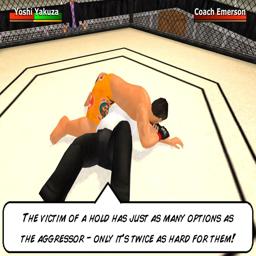 Yoshi Yakuza
Coach Emerson
The victim of a hold has just as many options as
the aggressor - only it's twice as hard for them!